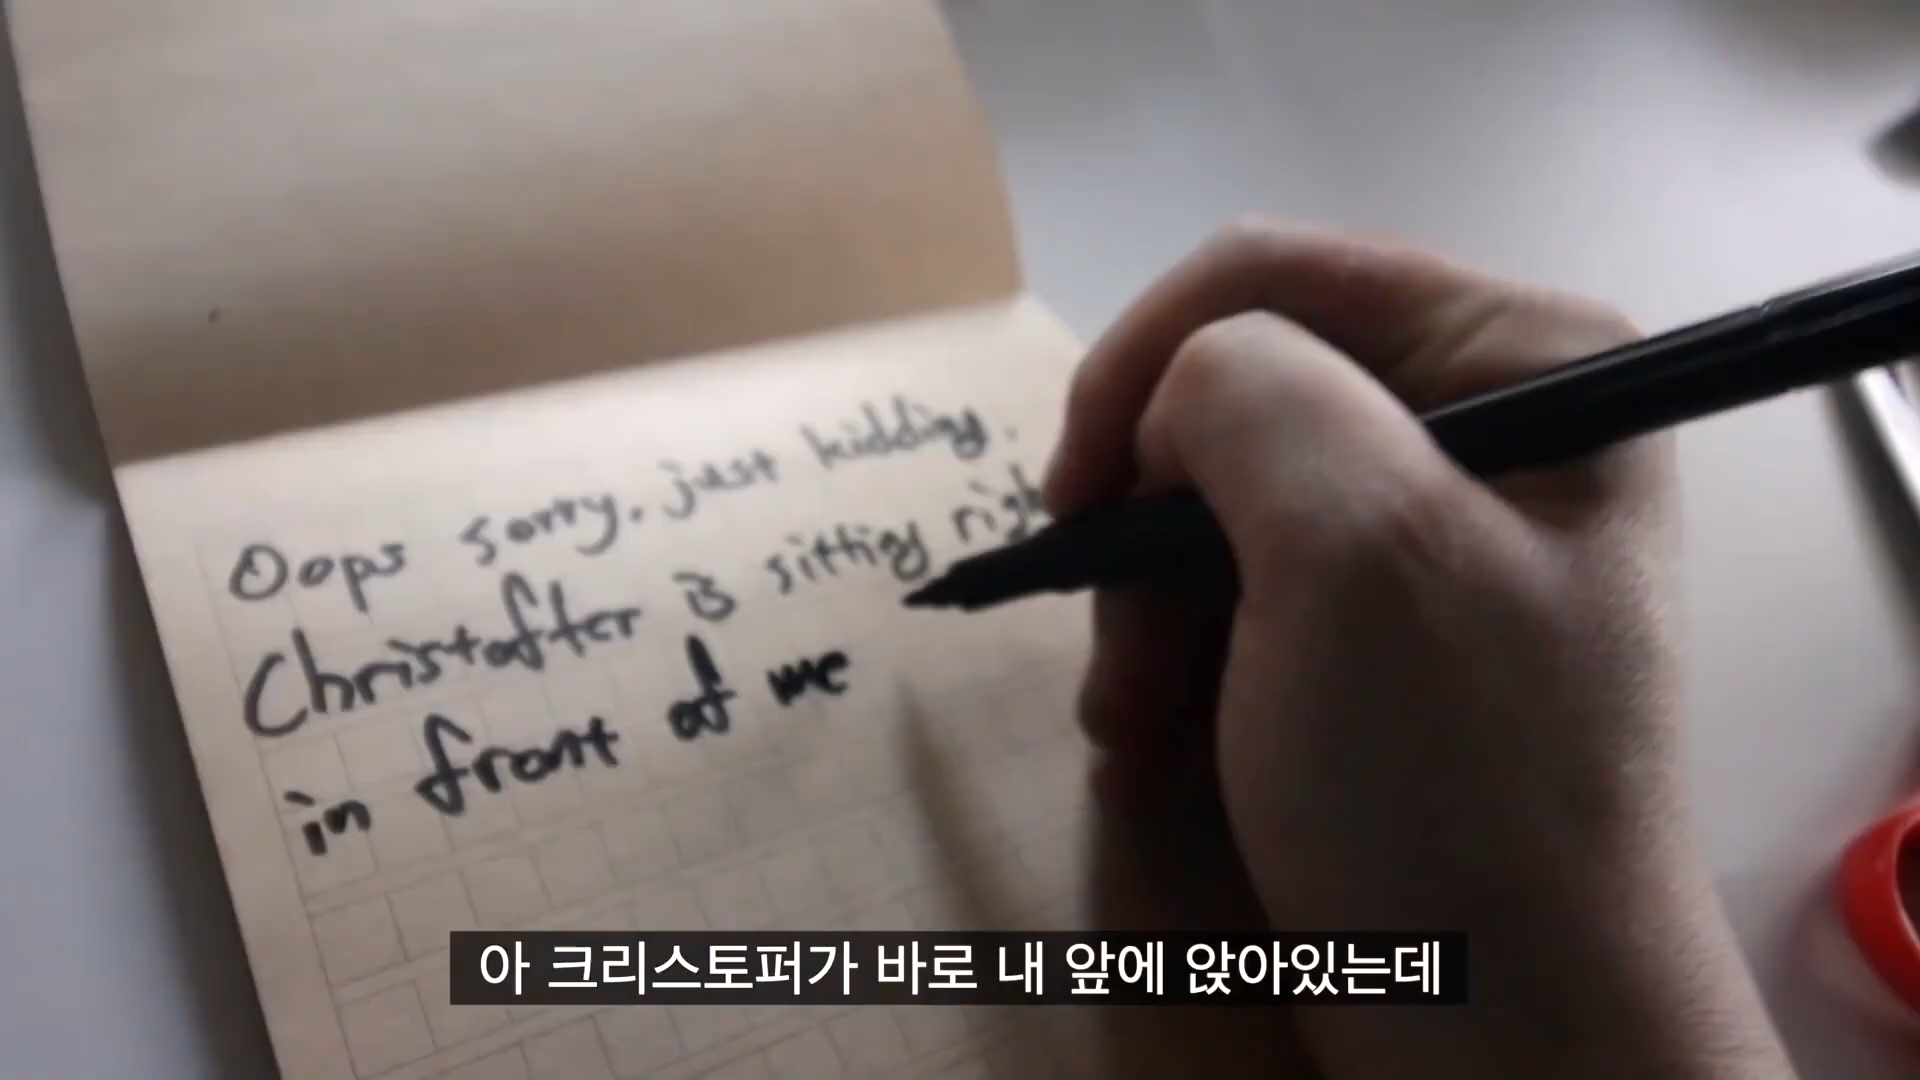 Oops sorry. just kidding.
Christofter is sitting righ
in front of me
아 크리스토퍼가 바로 내 앞에 앉아있는데